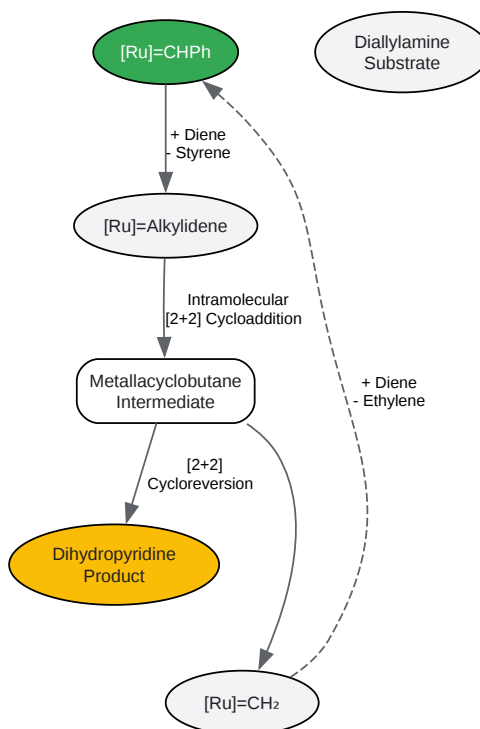 [Ru]=CHPh
Diallylamine
Substrate
+ Diene
- Styrene
[Ru]=Alkylidene
Intramolecular
[2+2] Cycloaddition
Metallacyclobutane
Intermediate
+ Diene
- Ethylene
[2+2]
Cycloreversion
Dihydropyridine
Product
[Ru]=CH₂